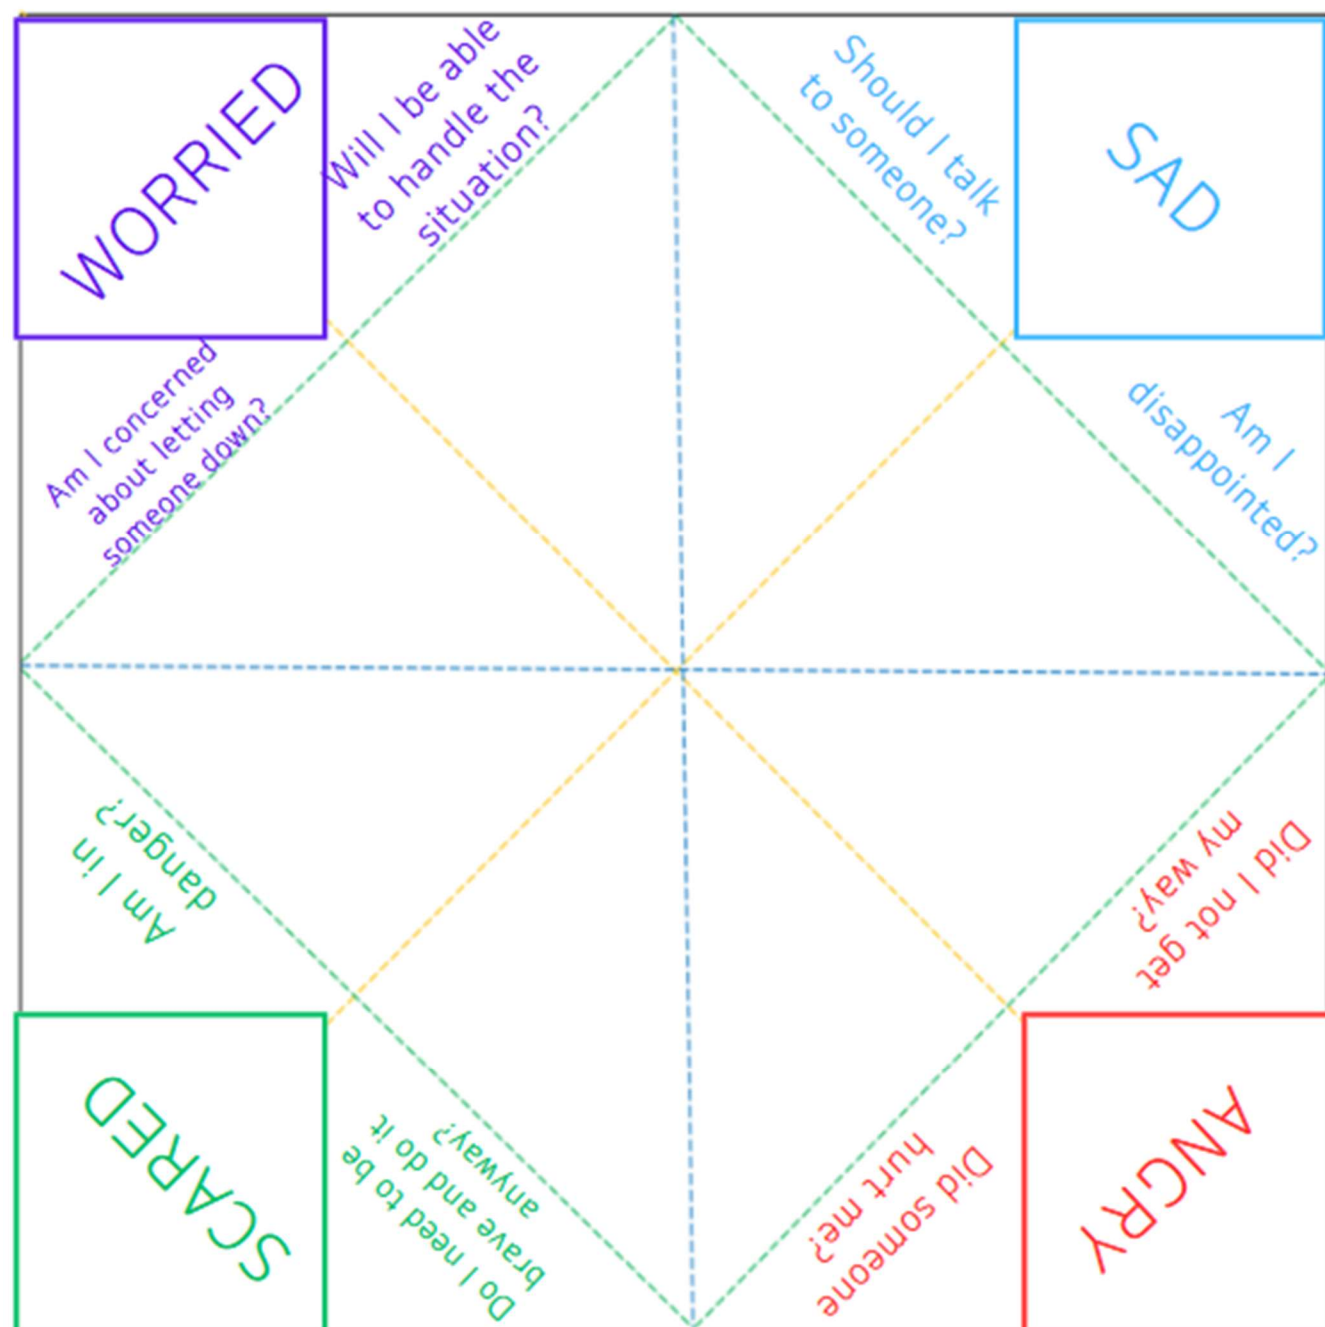 WORRIED
Will I be able
to handle the
situation?
Should I talk
to someone?
SAD
Am I concerned
about letting
someone down?
Am I
disappointed?
Am I in
danger?
Did I not get
my way?
SCARED
Do I need to be
brave and do it
anyway?
Did someone
hurt me?
ANGRY